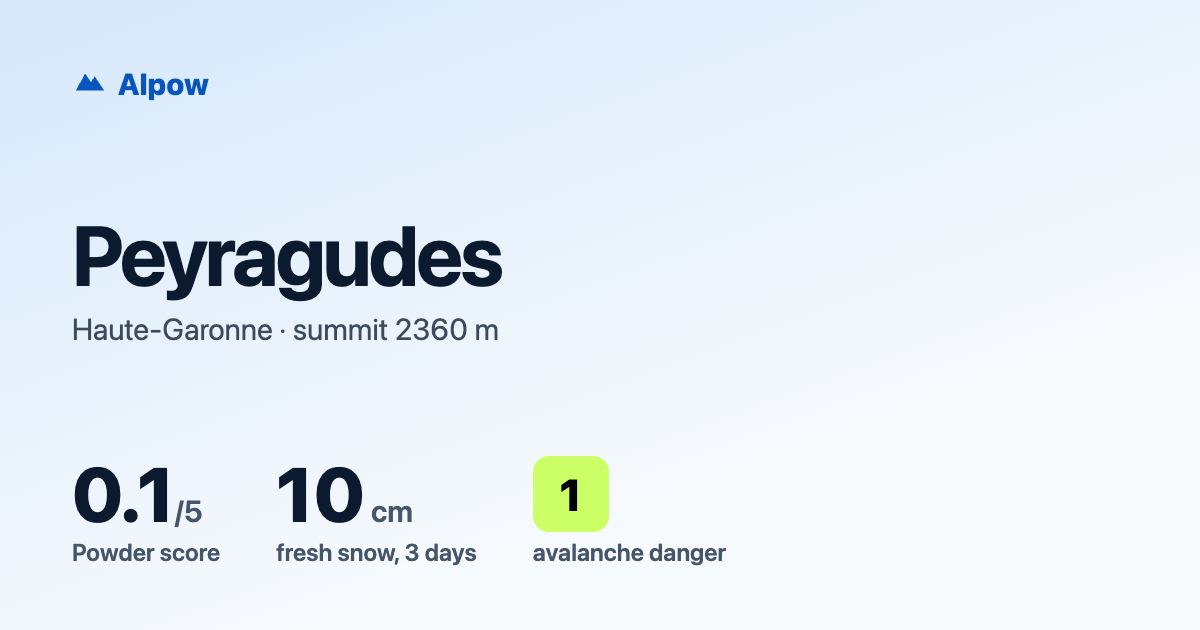 Alpow
Peyragudes
Haute-Garonne · summit 2360 m
0.1/5
10 cm
1
Powder score
fresh snow, 3 days
avalanche danger